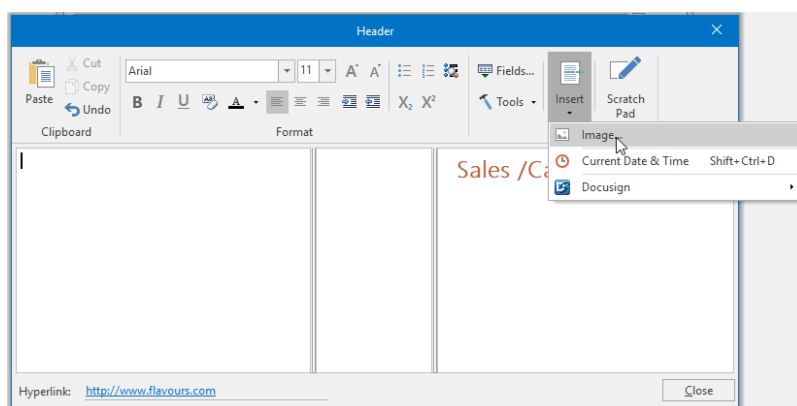 Header
Cut
Copy
Paste
Undo
Clipboard
Arial
11
A A
B I U A
X₂ X²
Format
Fields...
Tools
Insert
Scratch
Pad
Image...
Current Date & Time Shift+Ctrl+D
Docusign
Sales /Ca
Hyperlink: http://www.flavours.com
Close